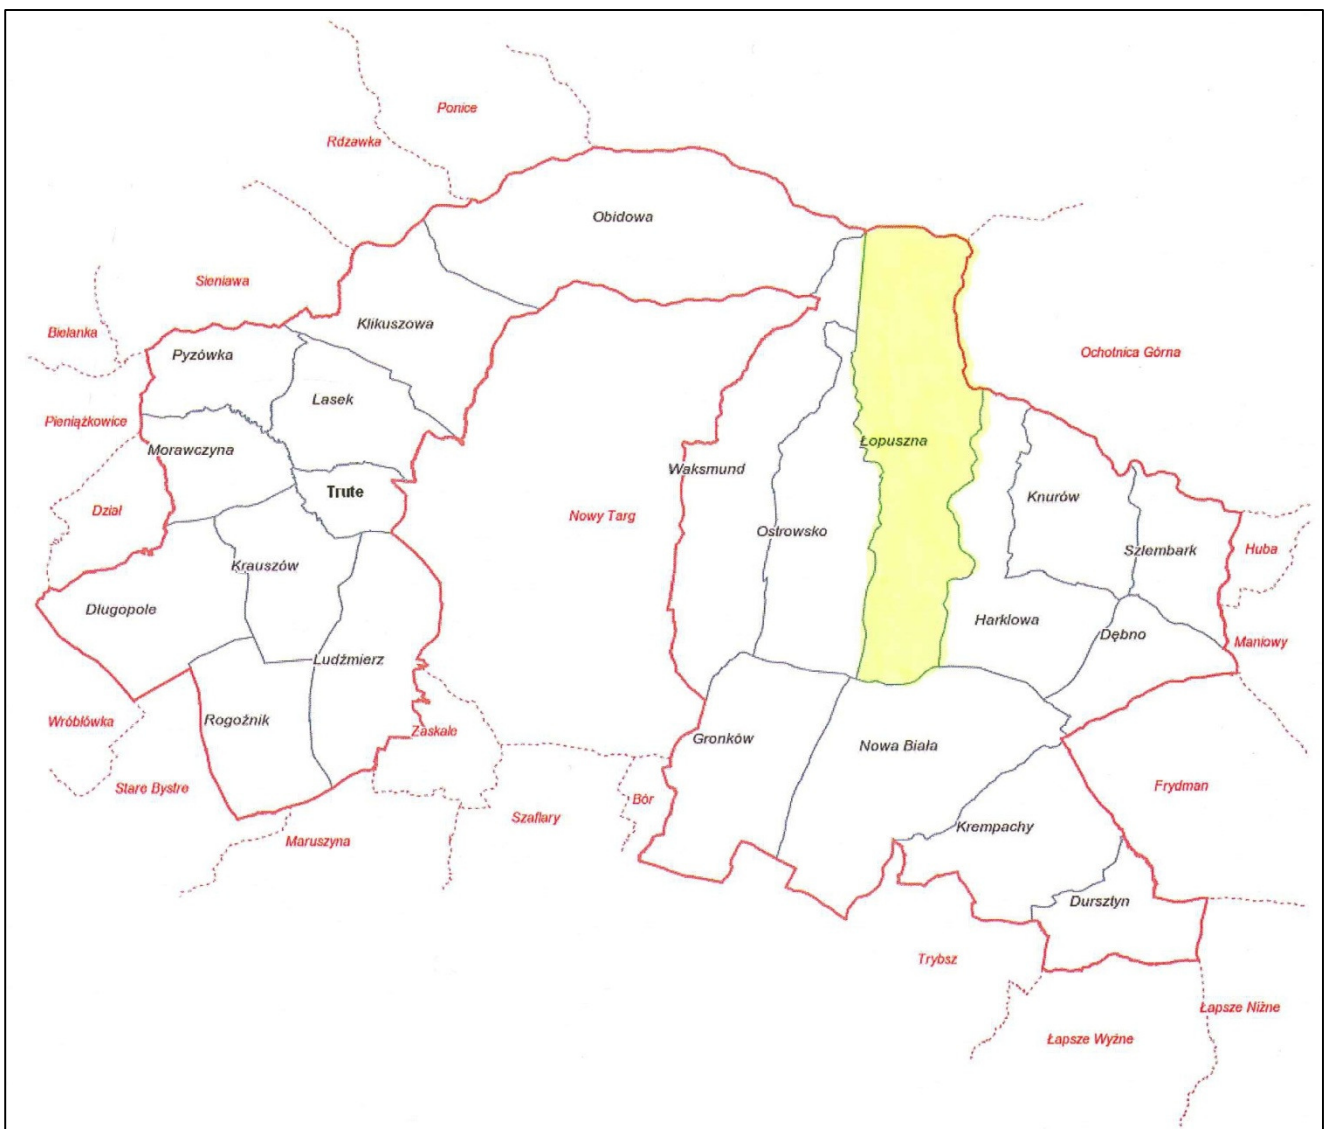 Ponice
Rdzawka
Obidowa
Sieniawa
Klikuszowa
Bielanka
Pyzówka
Ochotnica Górna
Lasek
Pieniążkowice
Morawczyna
Łopuszna
Waksmund
Trute
Knurów
Dział
Nowy Targ
Ostrowsko
Szlembark
Huba
Krauszów
Długopole
Harklowa
Dębno
Maniowy
Ludźmierz
Wróblówka
Rogoźnik
Zaskale
Gronków
Nowa Biała
Stare Bystre
Frydman
Bór
Szaflary
Krempachy
Maruszyna
Dursztyn
Trybsz
Łapsze Niżne
Łapsze Wyżne